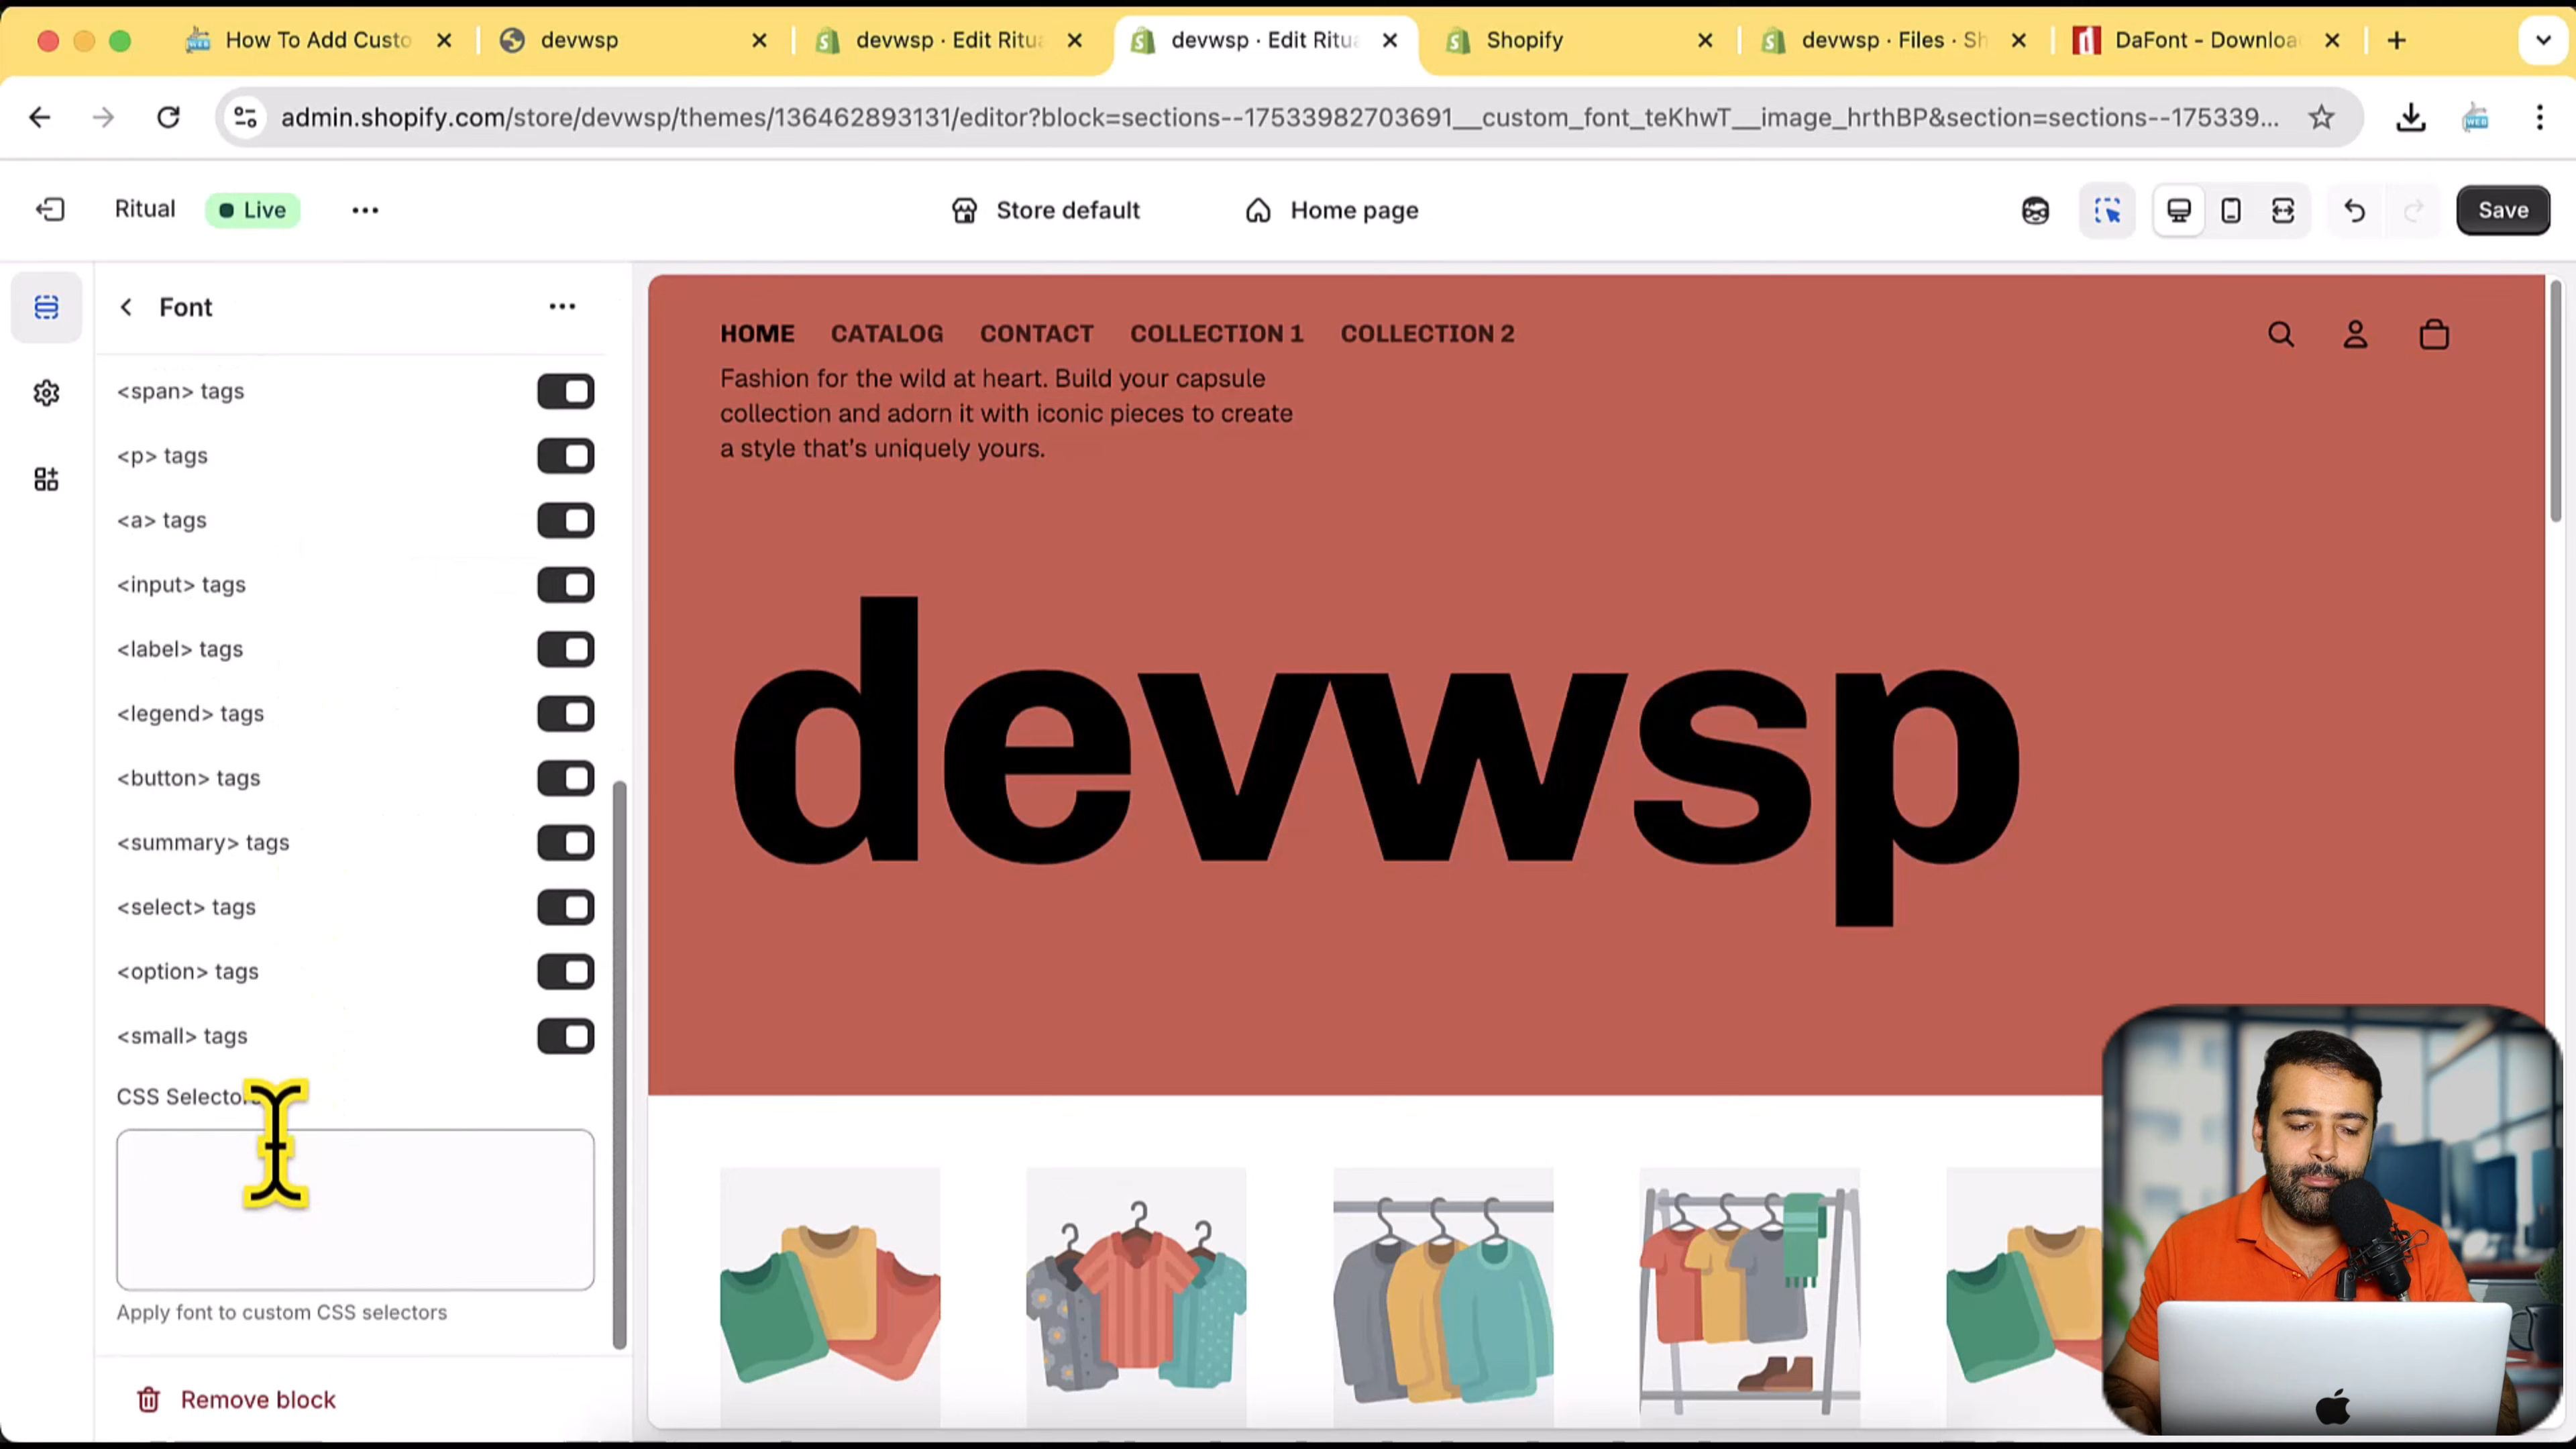 How To Add Custo
devwsp
devwsp · Edit Ritua
devwsp · Edit Ritua
Shopify
devwsp · Files · Sh
DaFont - Downloa
admin.shopify.com/store/devwsp/themes/136462893131/editor?block=sections--17533982703691__custom_font_teKhwT__image_hrthBP&section=sections--175339...
Ritual
Live
Store default
Home page
Save
Font
<span> tags
<p> tags
<a> tags
<input> tags
<label> tags
<legend> tags
<button> tags
<summary> tags
<select> tags
<option> tags
<small> tags
CSS Selector
Apply font to custom CSS selectors
Remove block
HOME CATALOG CONTACT COLLECTION 1 COLLECTION 2
Fashion for the wild at heart. Build your capsule
collection and adorn it with iconic pieces to create
a style that's uniquely yours.
devwsp